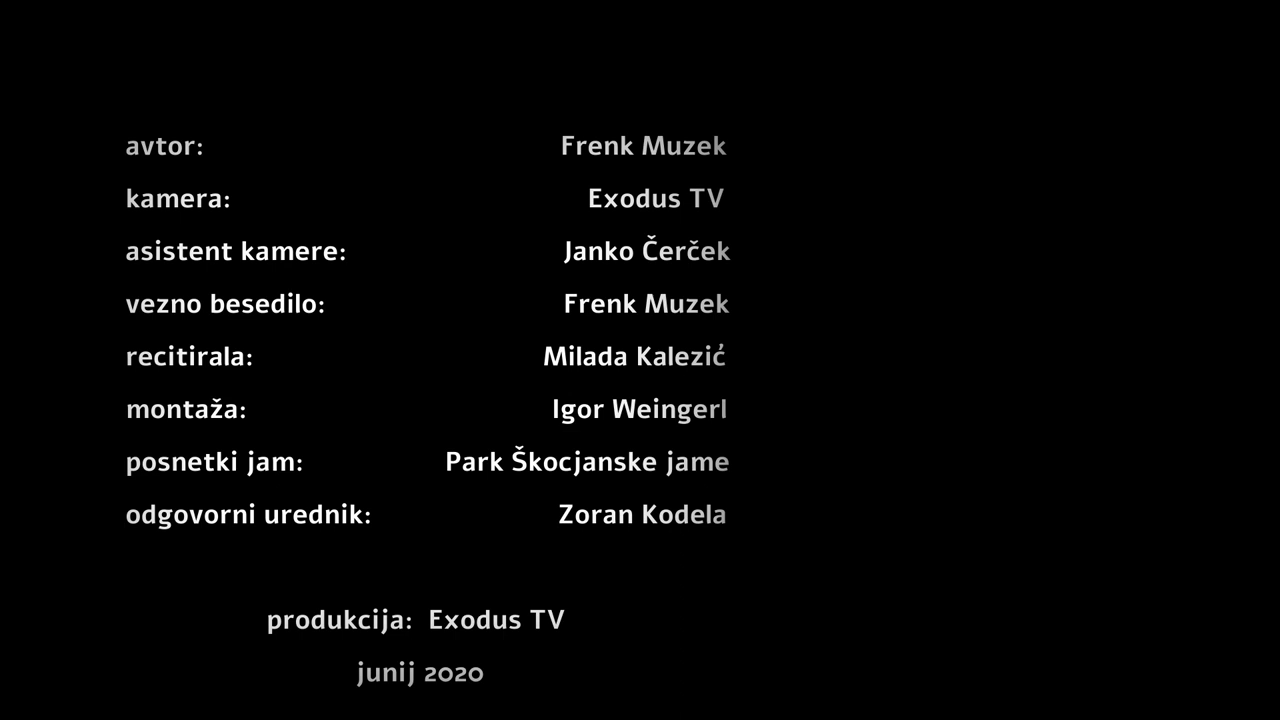 avtor: Frenk Muzek
kamera: Exodus TV
asistent kamere: Janko Čerček
vezno besedilo: Frenk Muzek
recitirala: Milada Kalezić
montaža: Igor Weingerl
posnetki jam: Park Škocjanske jame
odgovorni urednik: Zoran Kodela
produkcija: Exodus TV
junij 2020